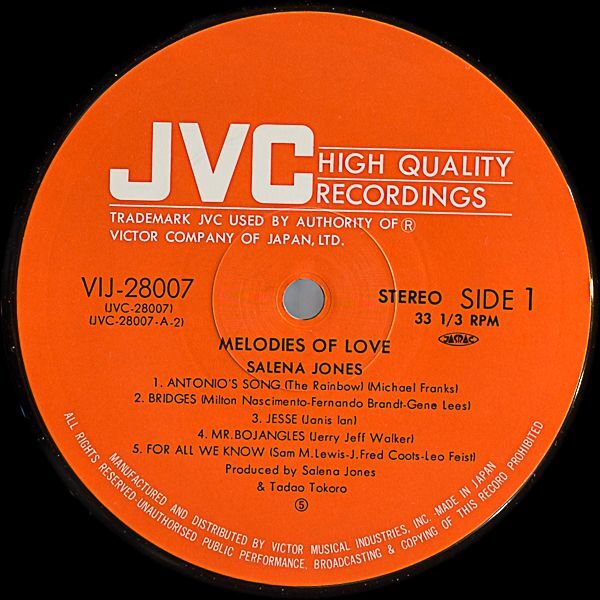 JVC HIGH QUALITY
RECORDINGS
TRADEMARK JVC USED BY AUTHORITY OF Ⓡ
VICTOR COMPANY OF JAPAN, LTD.
VIJ-28007
(JVC-28007)
(JVC-28007-A-2)
STEREO SIDE 1
33 1/3 RPM
JASRAC
MELODIES OF LOVE
SALENA JONES
1. ANTONIO'S SONG (The Rainbow) (Michael Franks)
2. BRIDGES (Milton Nascimento-Fernando Brandt-Gene Lees)
3. JESSE (Janis Ian)
4. MR.BOJANGLES (Jerry Jeff Walker)
5. FOR ALL WE KNOW (Sam M.Lewis-J.Fred Coots-Leo Feist)
Produced by Salena Jones
& Tadao Tokoro
⑤
MANUFACTURED AND DISTRIBUTED BY VICTOR MUSICAL INDUSTRIES, INC.-MADE IN JAPAN
ALL RIGHTS RESERVED-UNAUTHORISED PUBLIC PERFORMANCE, BROADCASTING & COPYING OF THIS RECORD PROHIBITED